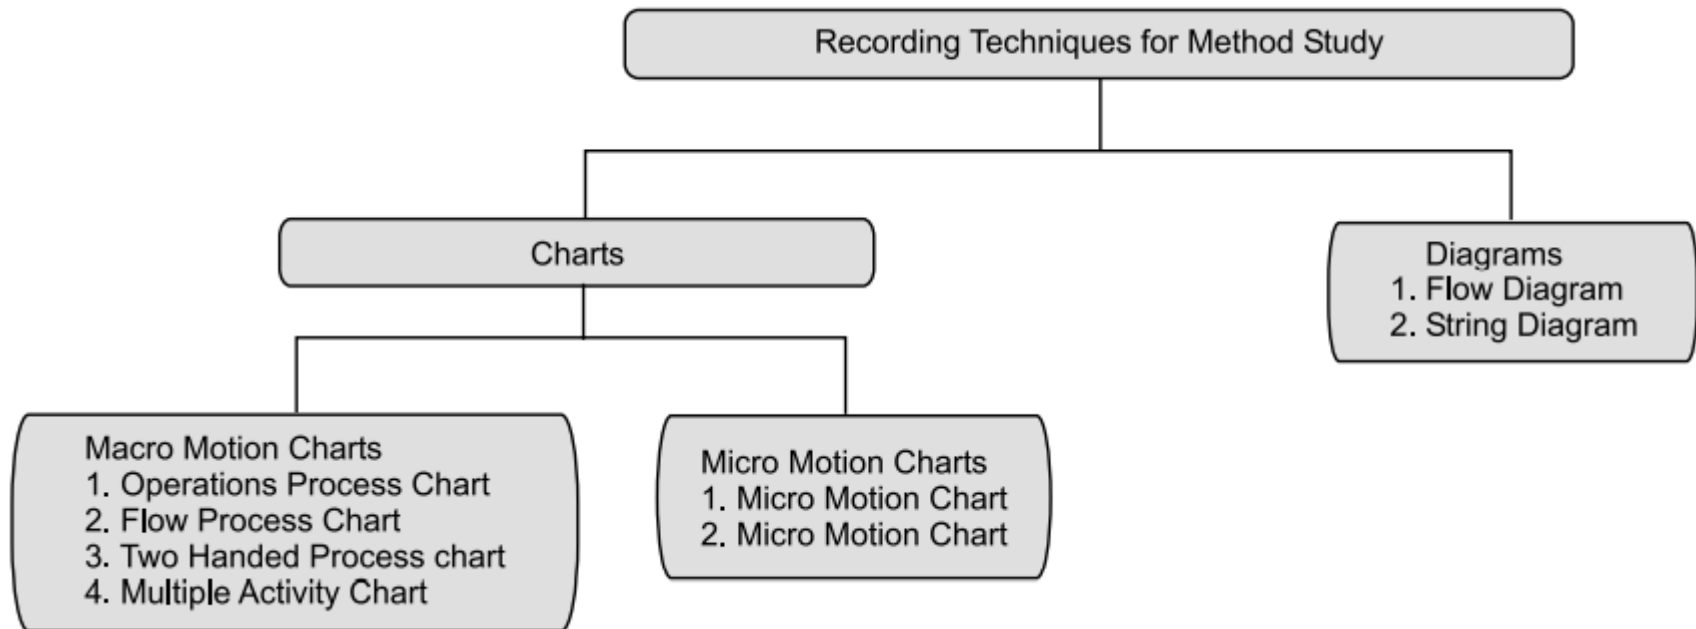 Recording Techniques for Method Study
Charts
Diagrams
1. Flow Diagram
2. String Diagram
Macro Motion Charts
1. Operations Process Chart
2. Flow Process Chart
3. Two Handed Process chart
4. Multiple Activity Chart
Micro Motion Charts
1. Micro Motion Chart
2. Micro Motion Chart